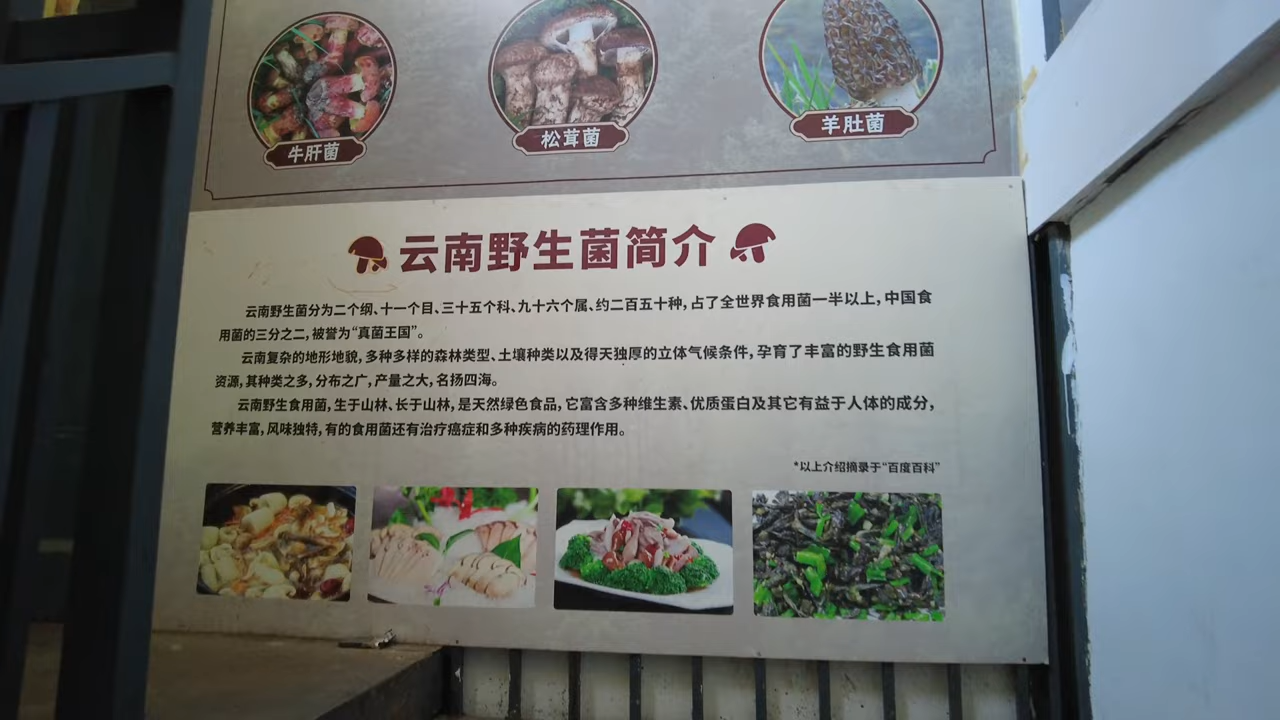 牛肝菌
松茸菌
羊肚菌
云南野生菌简介
云南野生菌分为二个纲、十一个目、三十五个科、九十六个属、约二百五十种，占了全世界食用菌一半以上，中国食
用菌的三分之二，被誉为“真菌王国”。
云南复杂的地形地貌，多种多样的森林类型、土壤种类以及得天独厚的立体气候条件，孕育了丰富的野生食用菌
资源，其种类之多，分布之广，产量之大，名扬四海。
云南野生食用菌，生于山林、长于山林，是天然绿色食品，它富含多种维生素、优质蛋白及其它有益于人体的成分，
营养丰富，风味独特，有的食用菌还有治疗癌症和多种疾病的药理作用。
*以上介绍摘录于“百度百科”